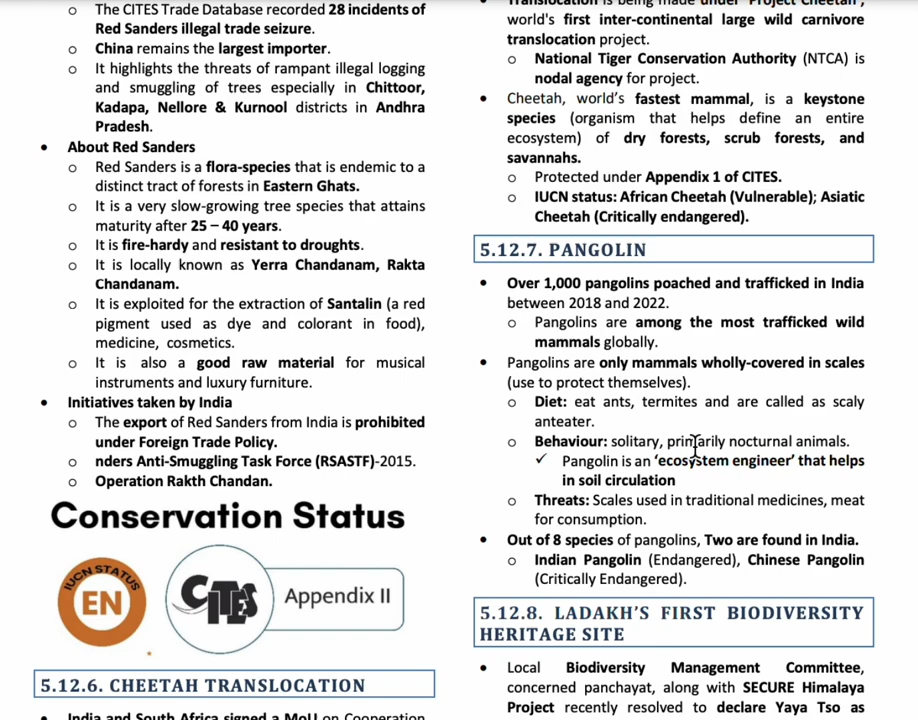 o The CITES Trade Database recorded 28 incidents of
Red Sanders illegal trade seizure.
o China remains the largest importer.
o It highlights the threats of rampant illegal logging
and smuggling of trees especially in Chittoor,
Kadapa, Nellore & Kurnool districts in Andhra
Pradesh.
• About Red Sanders
o Red Sanders is a flora-species that is endemic to a
distinct tract of forests in Eastern Ghats.
o It is a very slow-growing tree species that attains
maturity after 25 – 40 years.
o It is fire-hardy and resistant to droughts.
o It is locally known as Yerra Chandanam, Rakta
Chandanam.
o It is exploited for the extraction of Santalin (a red
pigment used as dye and colorant in food),
medicine, cosmetics.
o It is also a good raw material for musical
instruments and luxury furniture.
• Initiatives taken by India
o The export of Red Sanders from India is prohibited
under Foreign Trade Policy.
o nders Anti-Smuggling Task Force (RSASTF)-2015.
o Operation Rakth Chandan.
Conservation Status
IUCN STATUS
EN
CITES
Appendix II
5.12.6. CHEETAH TRANSLOCATION
• India and South Africa signed a MoU on Cooperation
Translocation is being made under 'Project Cheetah',
world's first inter-continental large wild carnivore
translocation project.
o National Tiger Conservation Authority (NTCA) is
nodal agency for project.
• Cheetah, world's fastest mammal, is a keystone
species (organism that helps define an entire
ecosystem) of dry forests, scrub forests, and
savannahs.
o Protected under Appendix 1 of CITES.
o IUCN status: African Cheetah (Vulnerable); Asiatic
Cheetah (Critically endangered).
5.12.7. PANGOLIN
• Over 1,000 pangolins poached and trafficked in India
between 2018 and 2022.
o Pangolins are among the most trafficked wild
mammals globally.
• Pangolins are only mammals wholly-covered in scales
(use to protect themselves).
o Diet: eat ants, termites and are called as scaly
anteater.
o Behaviour: solitary, primarily nocturnal animals.
✓ Pangolin is an 'ecosystem engineer' that helps
in soil circulation
o Threats: Scales used in traditional medicines, meat
for consumption.
• Out of 8 species of pangolins, Two are found in India.
o Indian Pangolin (Endangered), Chinese Pangolin
(Critically Endangered).
5.12.8. LADAKH'S FIRST BIODIVERSITY
HERITAGE SITE
• Local Biodiversity Management Committee,
concerned panchayat, along with SECURE Himalaya
Project recently resolved to declare Yaya Tso as